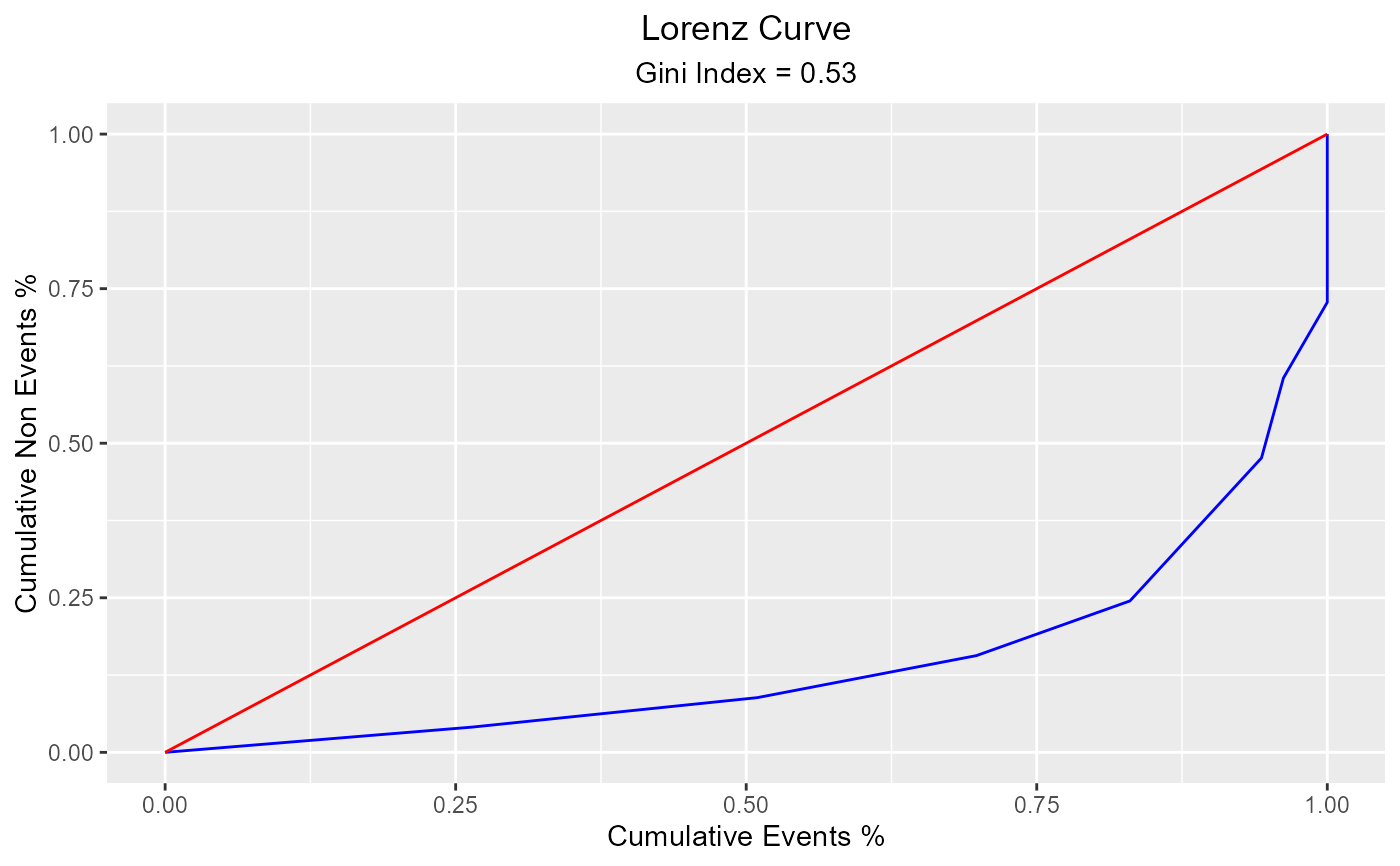 Lorenz Curve
Gini Index = 0.53
1.00
0.75
0.50
0.25
0.00
Cumulative Non Events %
0.00 0.25 0.50 0.75 1.00
Cumulative Events %